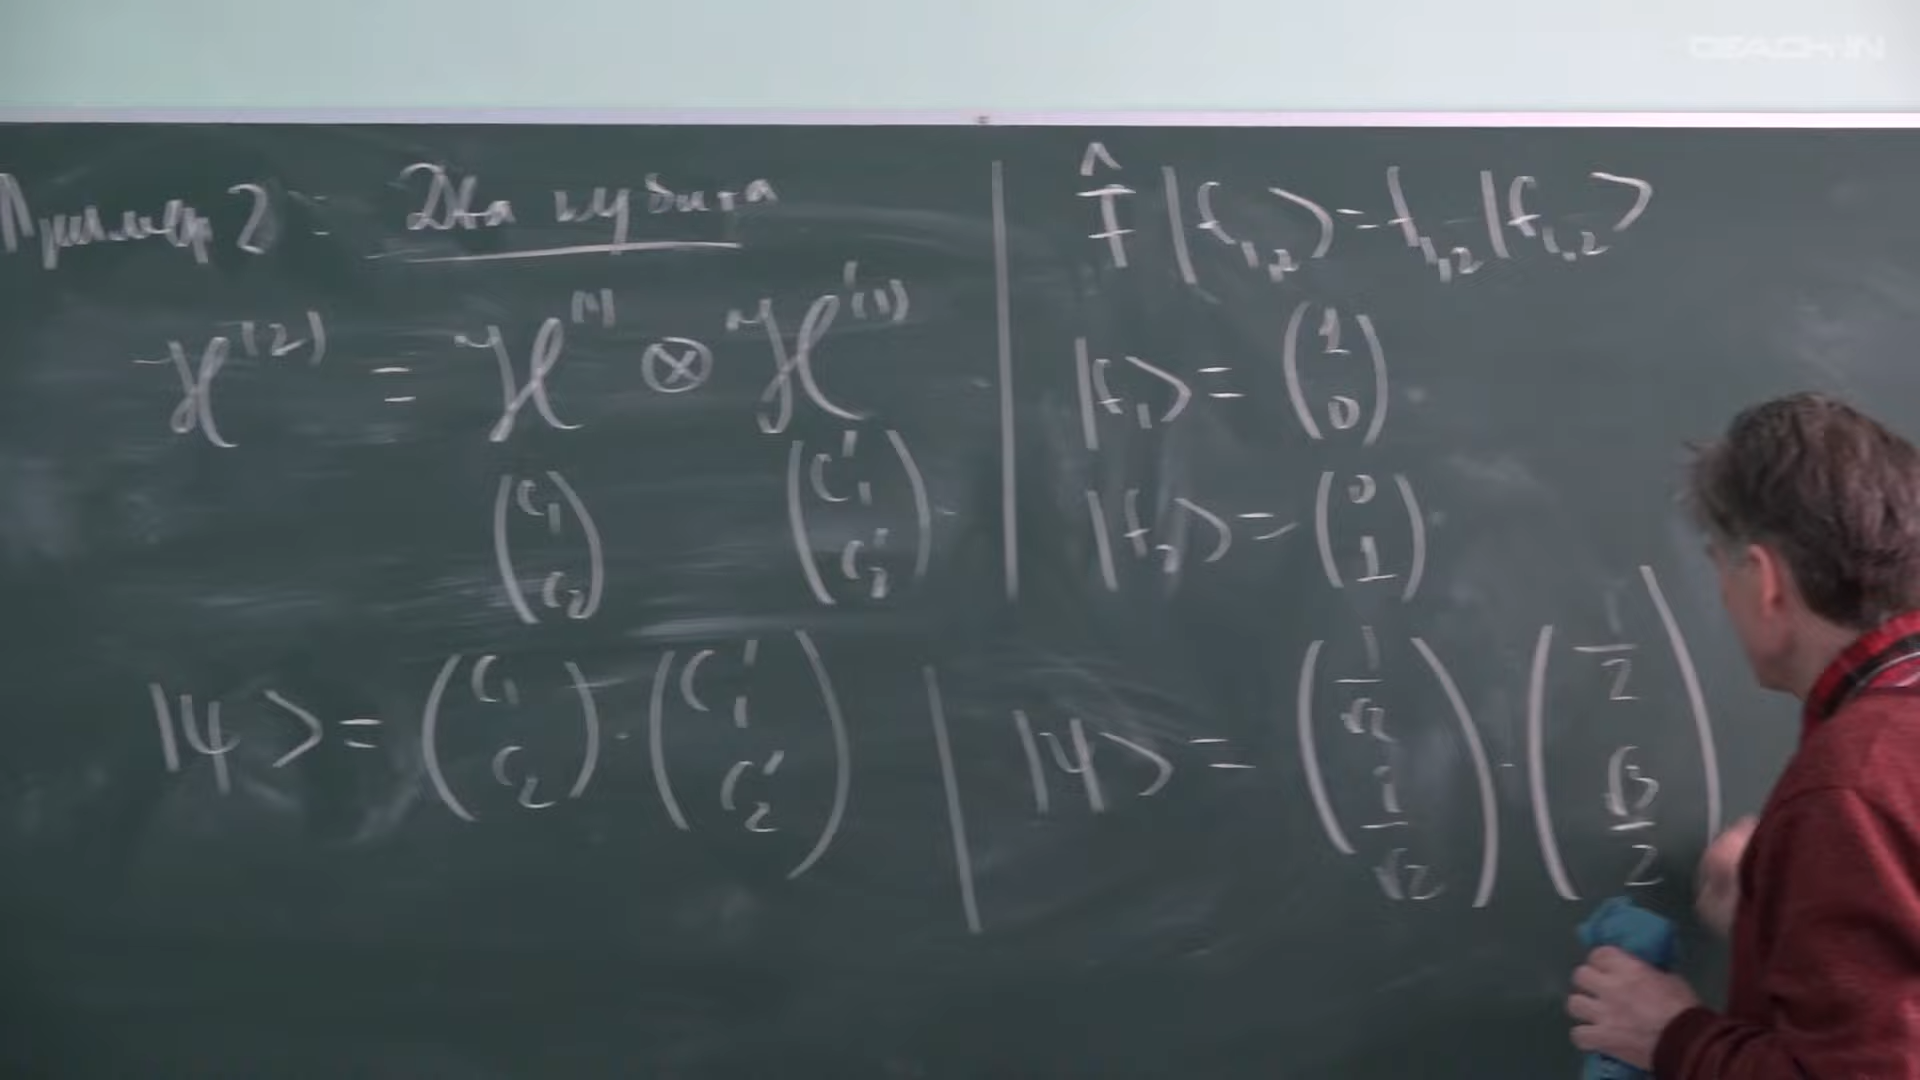 Пример 2: Два кубита
ℋ⁽²⁾ = ℋ⁽¹⁾ ⊗ ℋ'⁽¹⁾
(c₁ c₂) (c'₁ c'₂)
|ψ⟩ = (c₁ c₂) · (c'₁ c'₂)
F̂ |f₁,₂⟩ = f₁,₂ |f₁,₂⟩
|f₁⟩ = (1 0)
|f₂⟩ = (0 1)
|ψ⟩ = (1/√2 i/√2) · (1/2 √3/2)